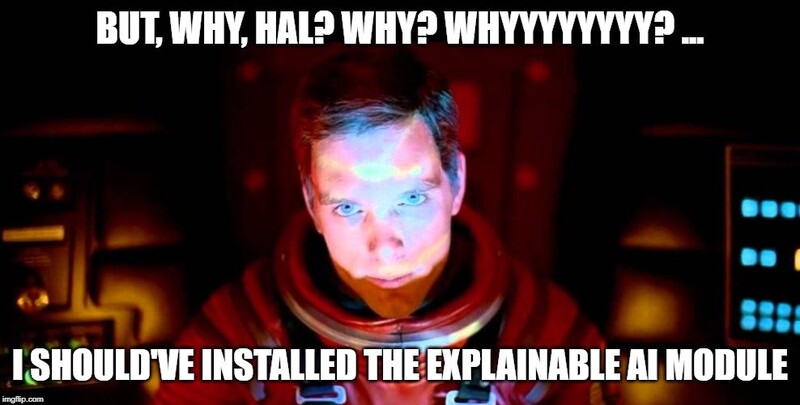 BUT, WHY, HAL? WHY? WHYYYYYYYY? ...
I SHOULD'VE INSTALLED THE EXPLAINABLE AI MODULE
imgflip.com